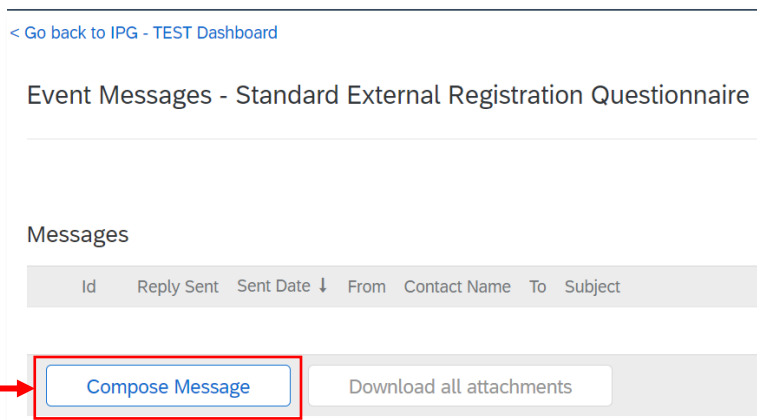 < Go back to IPG - TEST Dashboard
Event Messages - Standard External Registration Questionnaire
Messages
Id Reply Sent Sent Date ↓ From Contact Name To Subject
Compose Message Download all attachments